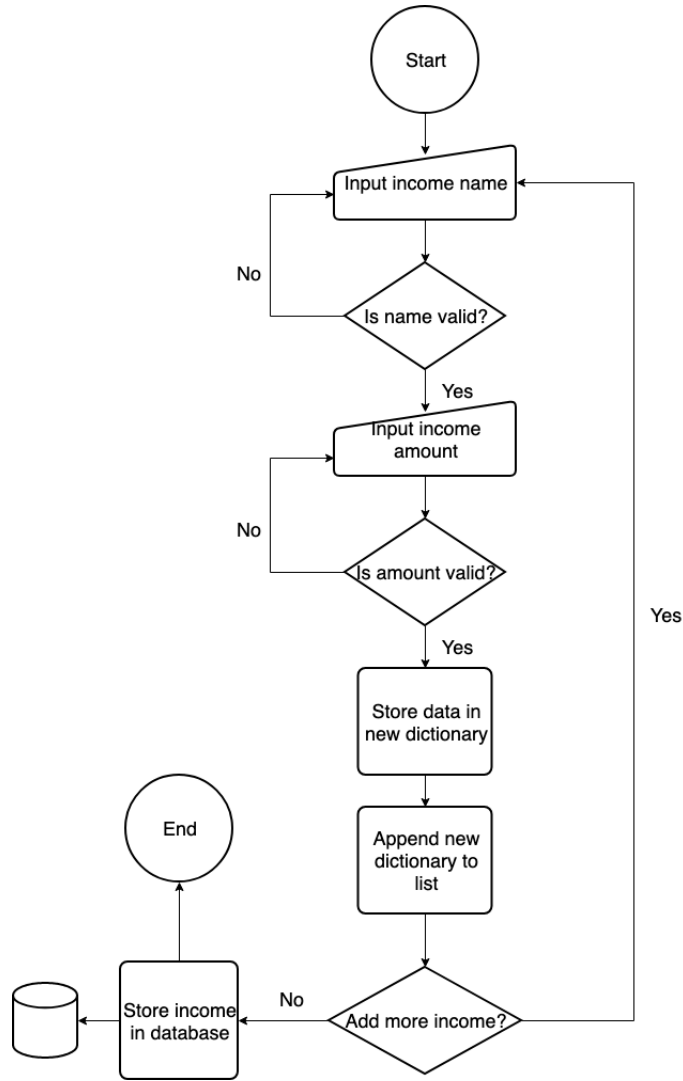 Start
Input income name
No
Is name valid?
Yes
Input income
amount
No
Is amount valid?
Yes
Yes
Store data in
new dictionary
End
Append new
dictionary to
list
No
Store income
in database
Add more income?